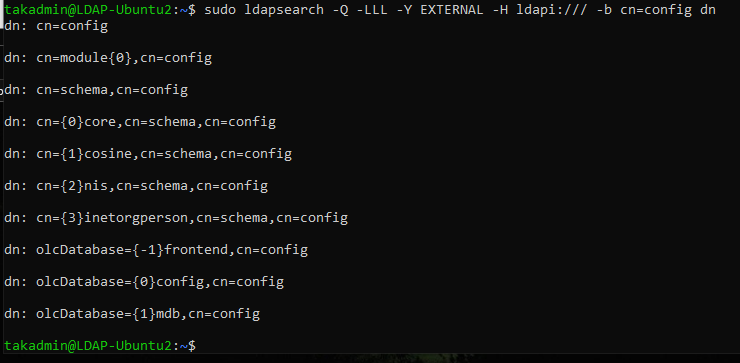 takadmin@LDAP-Ubuntu2:~$ sudo ldapsearch -Q -LLL -Y EXTERNAL -H ldapi:/// -b cn=config dn
dn: cn=config
dn: cn=module{0},cn=config
dn: cn=schema,cn=config
dn: cn={0}core,cn=schema,cn=config
dn: cn={1}cosine,cn=schema,cn=config
dn: cn={2}nis,cn=schema,cn=config
dn: cn={3}inetorgperson,cn=schema,cn=config
dn: olcDatabase={-1}frontend,cn=config
dn: olcDatabase={0}config,cn=config
dn: olcDatabase={1}mdb,cn=config
takadmin@LDAP-Ubuntu2:~$